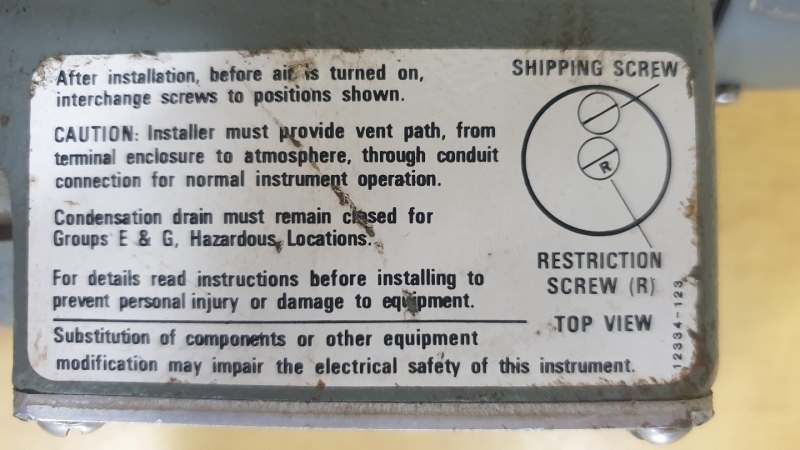 After installation, before air is turned on,
interchange screws to positions shown.
CAUTION: Installer must provide vent path, from
terminal enclosure to atmosphere, through conduit
connection for normal instrument operation.
Condensation drain must remain closed for
Groups E & G, Hazardous Locations.
For details read instructions before installing to
prevent personal injury or damage to equipment.
Substitution of components or other equipment
modification may impair the electrical safety of this instrument.
SHIPPING SCREW
R
RESTRICTION
SCREW (R)
TOP VIEW
12334-123